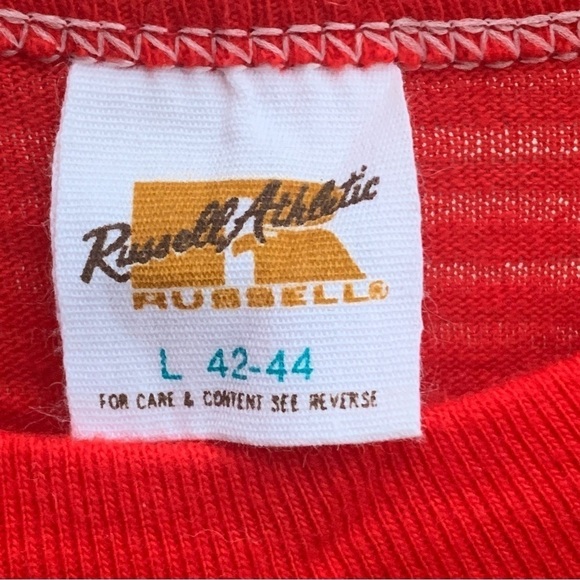 Russell Athletic
RUSSELL®
L 42-44
FOR CARE & CONTENT SEE REVERSE